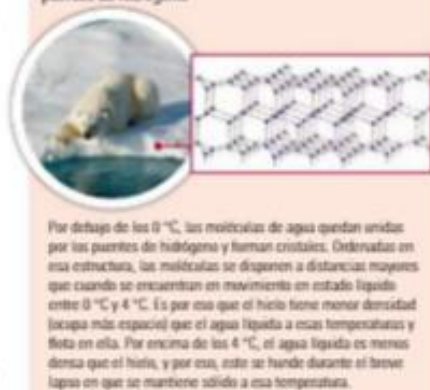 Por debajo de los 0 °C, las moléculas de agua quedan unidas
por los puentes de hidrógeno y forman cristales. Ordenadas en
esa estructura, las moléculas se disponen a distancias mayores
que cuando se encuentran en movimiento en estado líquido
entre 0 °C y 4 °C. Es por eso que el hielo tiene menor densidad
(ocupa más espacio) que el agua líquida a esas temperaturas y
flota en ella. Por encima de los 4 °C, el agua líquida es menos
densa que el hielo, y por eso, este se hunde durante el breve
lapso en que se mantiene sólido a esa temperatura.